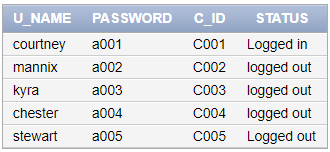 U_NAME PASSWORD C_ID STATUS
courtney a001 C001 Logged in
mannix a002 C002 logged out
kyra a003 C003 logged out
chester a004 C004 logged out
stewart a005 C005 Logged out